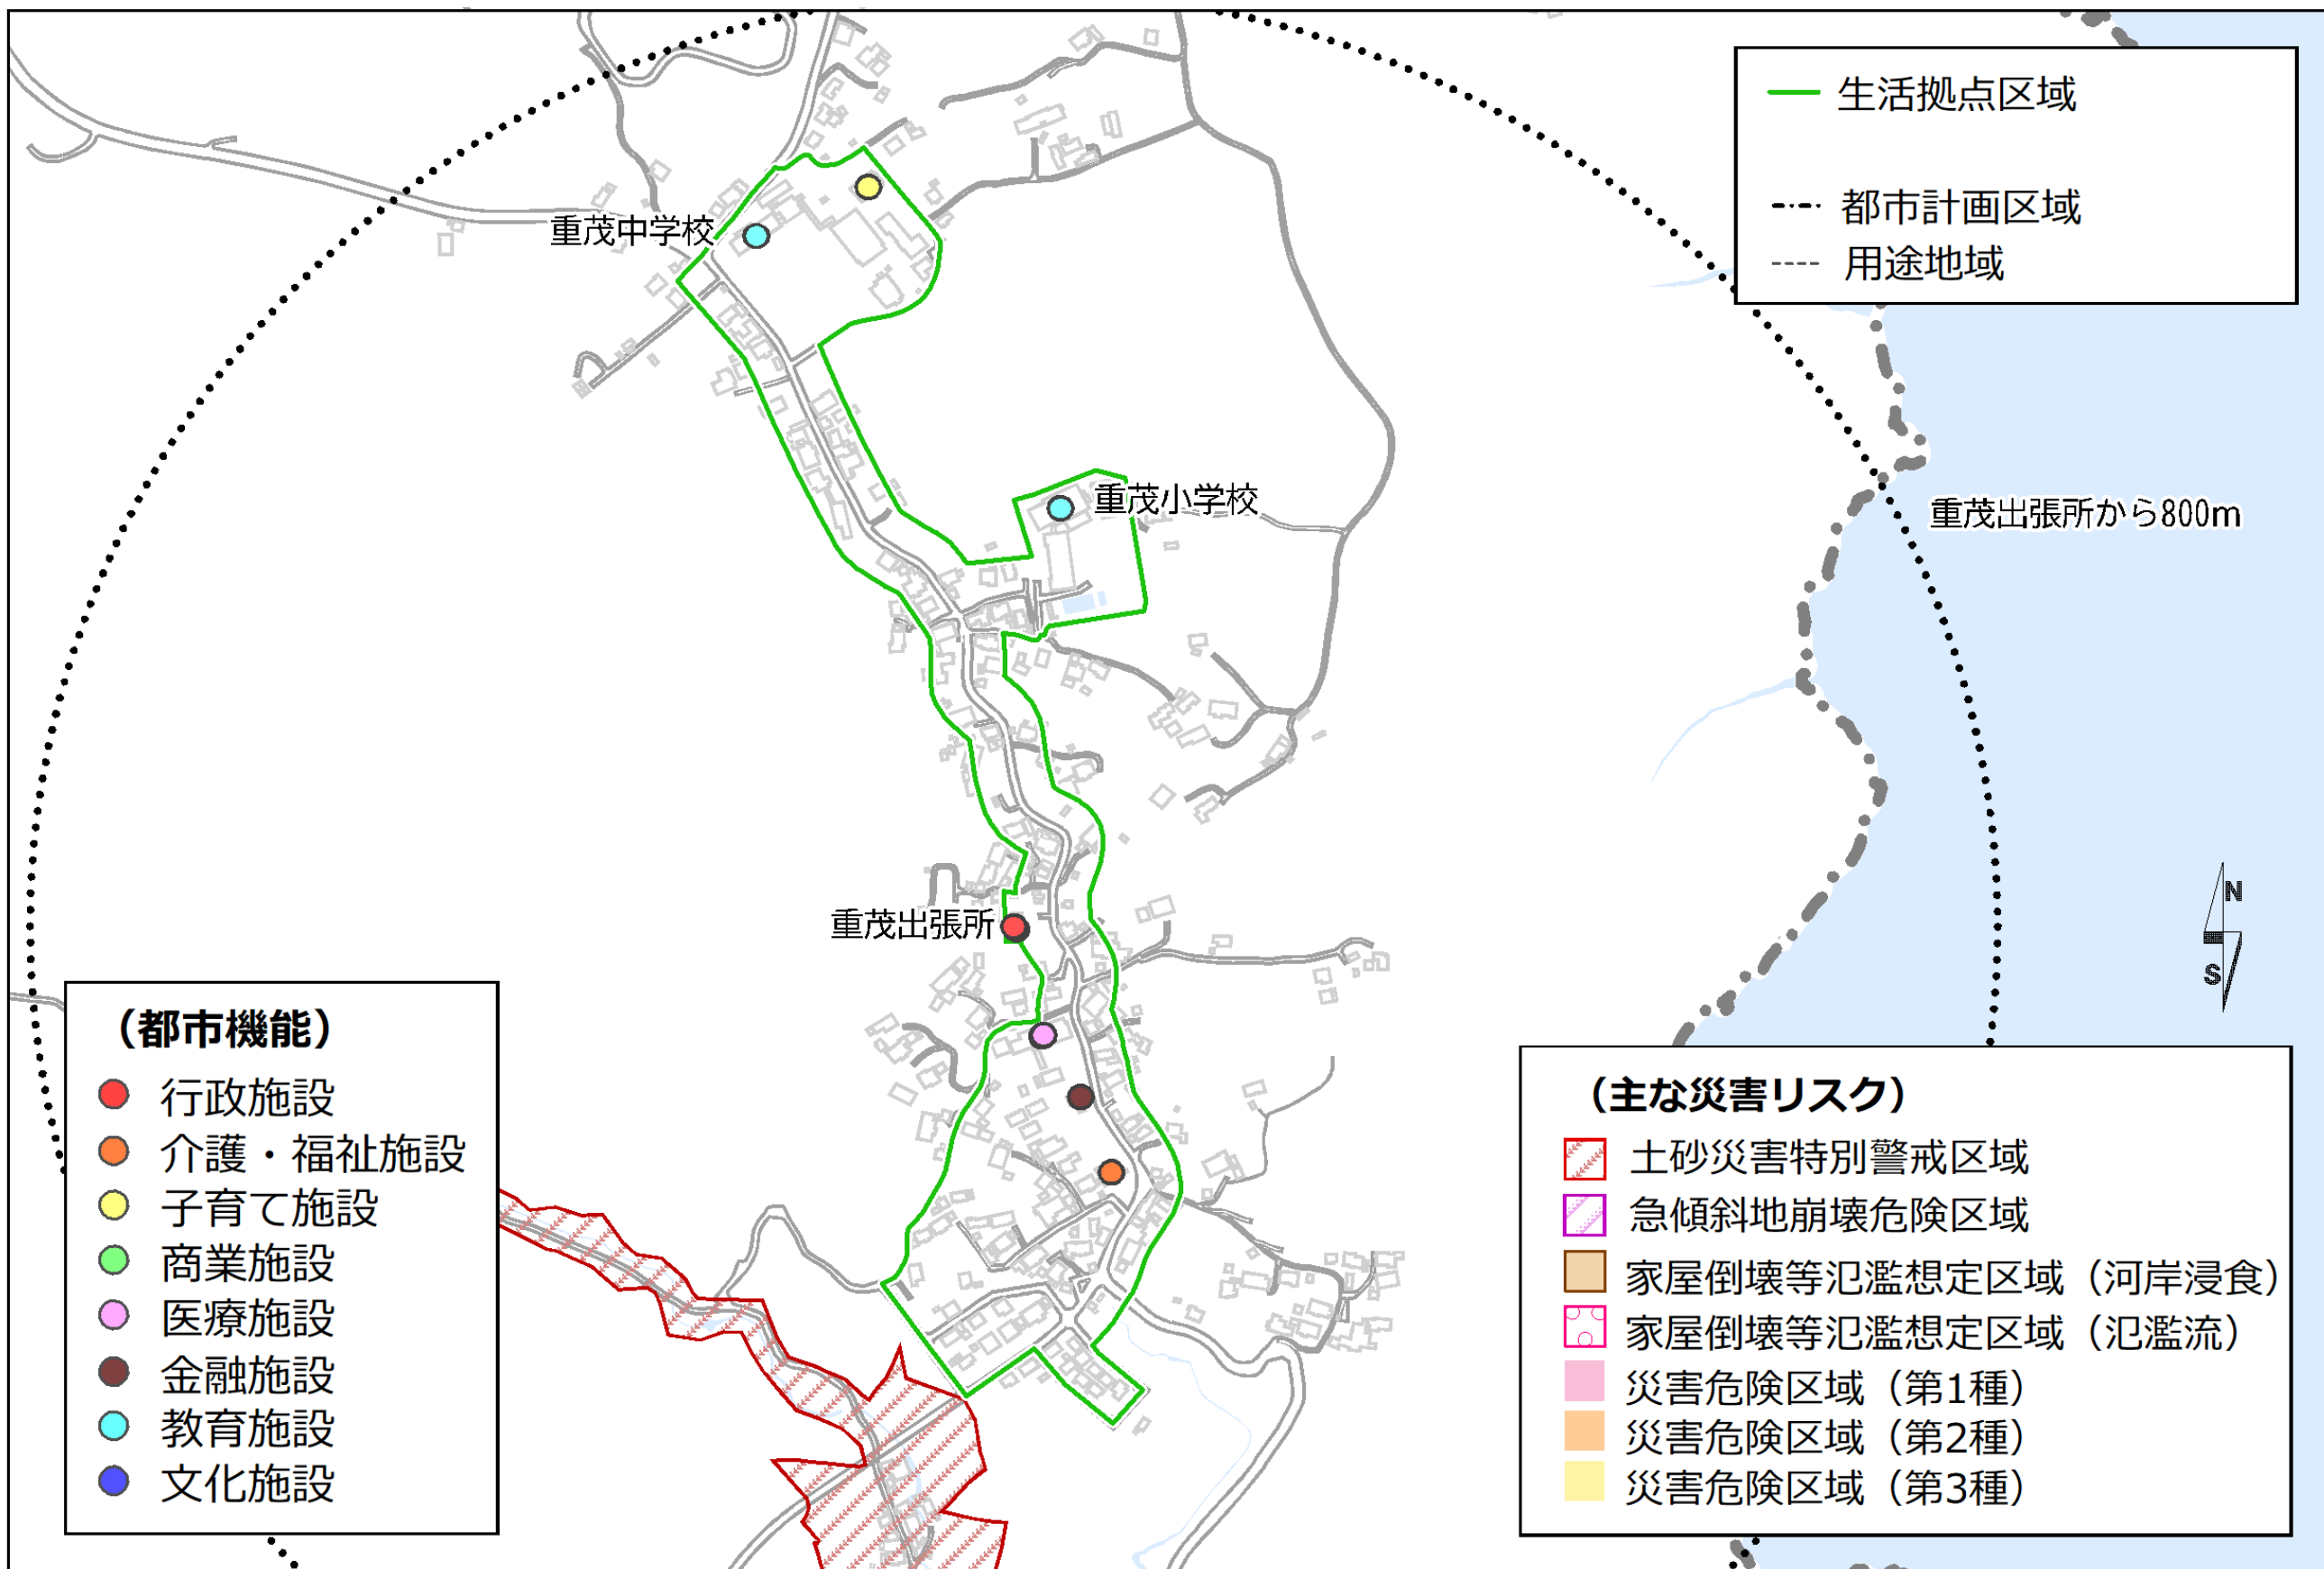 生活拠点区域
都市計画区域
用途地域
重茂中学校
重茂小学校
重茂出張所から800m
重茂出張所
N
S
（都市機能）
行政施設
介護・福祉施設
子育て施設
商業施設
医療施設
金融施設
教育施設
文化施設
（主な災害リスク）
土砂災害特別警戒区域
急傾斜地崩壊危険区域
家屋倒壊等氾濫想定区域（河岸浸食）
家屋倒壊等氾濫想定区域（氾濫流）
災害危険区域（第1種）
災害危険区域（第2種）
災害危険区域（第3種）